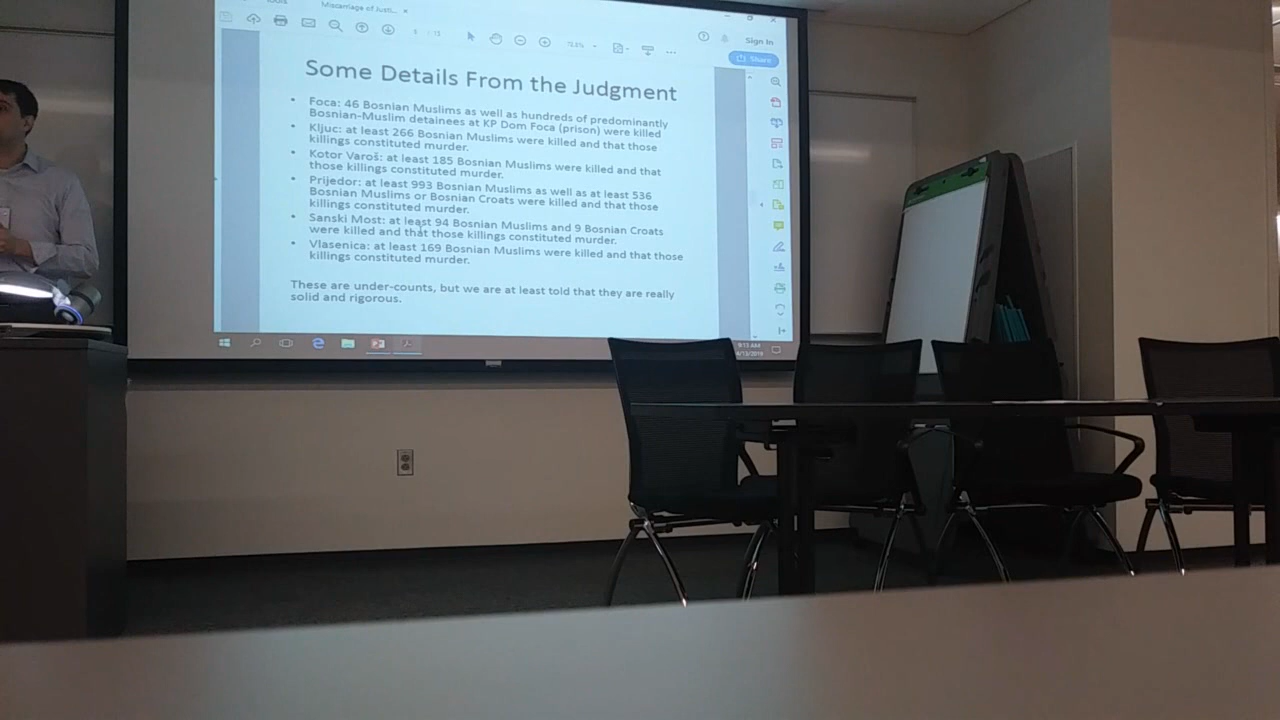 Miscarriage of Justi...
Sign In
Share
Some Details From the Judgment
• Foca: 46 Bosnian Muslims as well as hundreds of predominantly
Bosnian-Muslim detainees at KP Dom Foca (prison) were killed
• Kljuc: at least 266 Bosnian Muslims were killed and that those
killings constituted murder.
• Kotor Varoš: at least 185 Bosnian Muslims were killed and that
those killings constituted murder.
• Prijedor: at least 993 Bosnian Muslims as well as at least 536
Bosnian Muslims or Bosnian Croats were killed and that those
killings constituted murder.
• Sanski Most: at least 94 Bosnian Muslims and 9 Bosnian Croats
were killed and that those killings constituted murder.
• Vlasenica: at least 169 Bosnian Muslims were killed and that those
killings constituted murder.
These are under-counts, but we are at least told that they are really
solid and rigorous.
9:13 AM